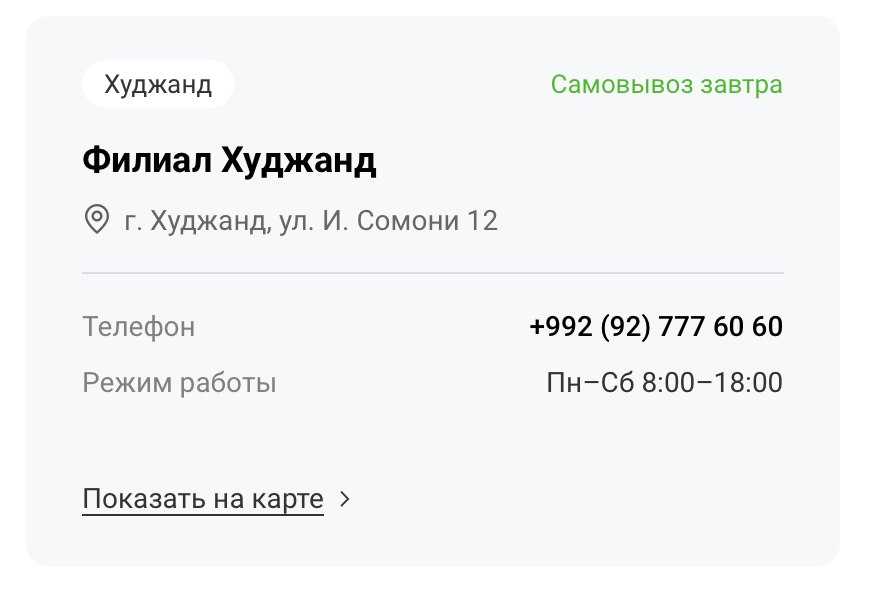 Худжанд
Самовывоз завтра
Филиал Худжанд
г. Худжанд, ул. И. Сомони 12
Телефон
+992 (92) 777 60 60
Режим работы
Пн–Сб 8:00–18:00
Показать на карте